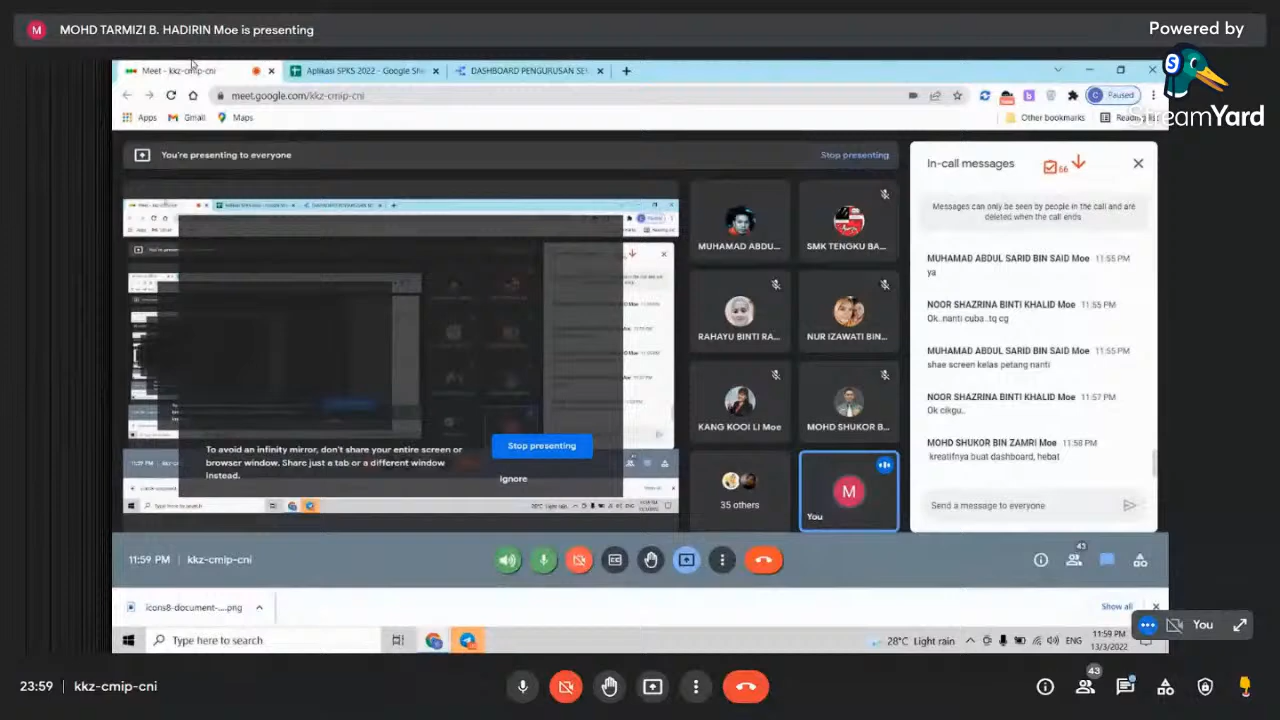 M MOHD TARMIZI B. HADIRIN Moe is presenting
Powered by
StreamYard
Meet - kkz-cmip-cni
Aplikasi SPKS 2022 - Google She
DASHBOARD PENGURUSAN SE
meet.google.com/kkz-cmip-cni
C Paused
Apps Gmail Maps
Other bookmarks
You're presenting to everyone
Stop presenting
In-call messages
66
Messages can only be seen by people in the call and are
deleted when the call ends
MUHAMAD ABDUL SARID BIN SAID Moe 11:55 PM
ya
NOOR SHAZRINA BINTI KHALID Moe 11:55 PM
Ok. nanti cuba..tq cg
MUHAMAD ABDUL SARID BIN SAID Moe 11:55 PM
shae screen kelas petang nanti
NOOR SHAZRINA BINTI KHALID Moe 11:57 PM
Ok cikgu..
MOHD SHUKOR BIN ZAMRI Moe 11:58 PM
kreatifnya buat dashboard, hebat
Send a message to everyone
MUHAMAD ABDU...
SMK TENGKU BA...
RAHAYU BINTI RA...
NUR IZAWATI BIN...
KANG KOOI LI Moe
MOHD SHUKOR B...
35 others
M
You
To avoid an infinity mirror, don't share your entire screen or
browser window. Share just a tab or a different window
instead.
Stop presenting
Ignore
11:59 PM | kkz-cmip-cni
43
icons8-document-....png
Show all
Type here to search
28°C Light rain
ENG
11:59 PM
13/3/2022
You
23:59 | kkz-cmip-cni
43